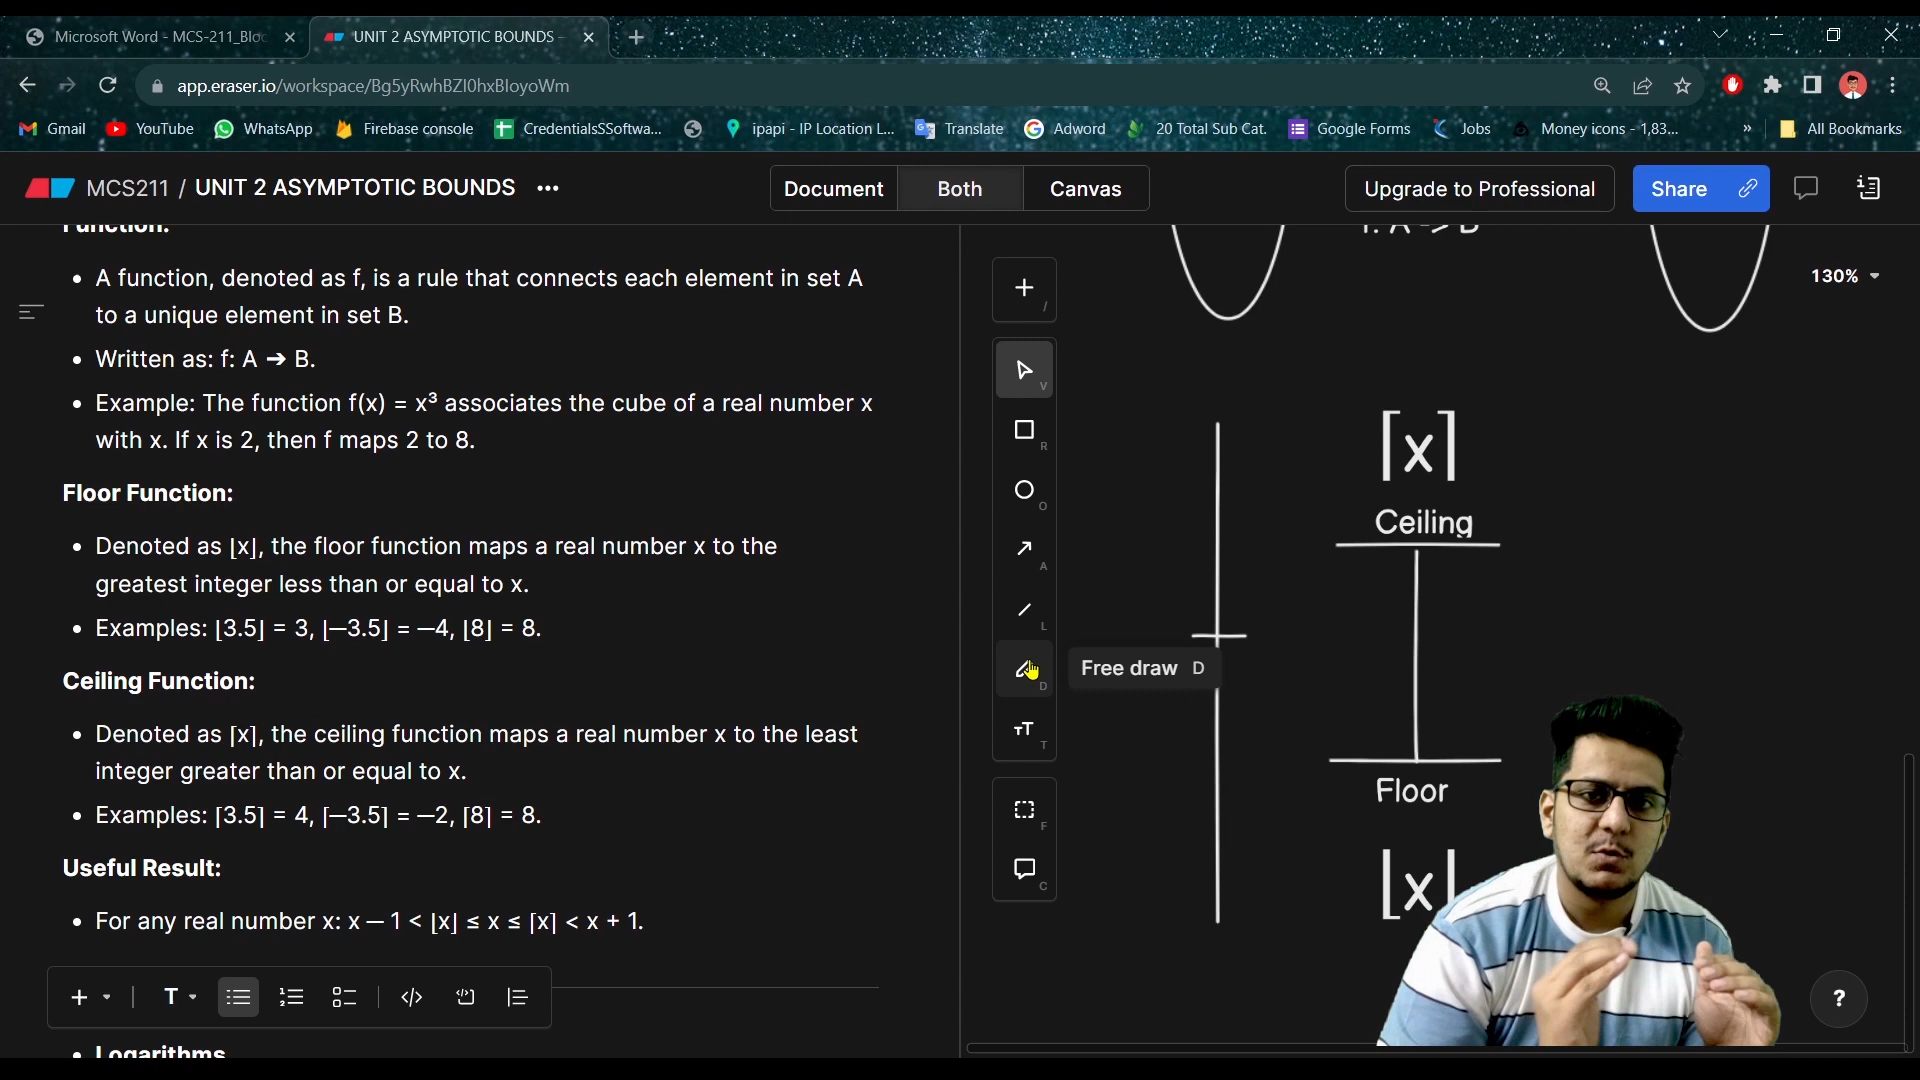 Microsoft Word - MCS-211_Bloc
UNIT 2 ASYMPTOTIC BOUNDS -
app.eraser.io/workspace/Bg5yRwhBZI0hxBIoyoWm
Gmail
YouTube
WhatsApp
Firebase console
CredentialsSSoftwa...
ipapi - IP Location L...
Translate
Adword
20 Total Sub Cat.
Google Forms
Jobs
Money icons - 1,83...
»
All Bookmarks
MCS211 / UNIT 2 ASYMPTOTIC BOUNDS
Document
Both
Canvas
Upgrade to Professional
Share
Function:
• A function, denoted as f, is a rule that connects each element in set A
to a unique element in set B.
• Written as: f: A ➔ B.
• Example: The function f(x) = x³ associates the cube of a real number x
with x. If x is 2, then f maps 2 to 8.
Floor Function:
• Denoted as ⌊x⌋, the floor function maps a real number x to the
greatest integer less than or equal to x.
• Examples: ⌊3.5⌋ = 3, ⌊—3.5⌋ = —4, ⌊8⌋ = 8.
Ceiling Function:
• Denoted as ⌈x⌉, the ceiling function maps a real number x to the least
integer greater than or equal to x.
• Examples: ⌈3.5⌉ = 4, ⌈—3.5⌉ = —2, ⌈8⌉ = 8.
Useful Result:
• For any real number x: x — 1 < ⌊x⌋ ≤ x ≤ ⌈x⌉ < x + 1.
T
• Logarithms
f: A -> B
130%
/
V
R
O
A
L
D
Free draw D
T
F
C
⌈x⌉
Ceiling
Floor
⌊x⌋
?